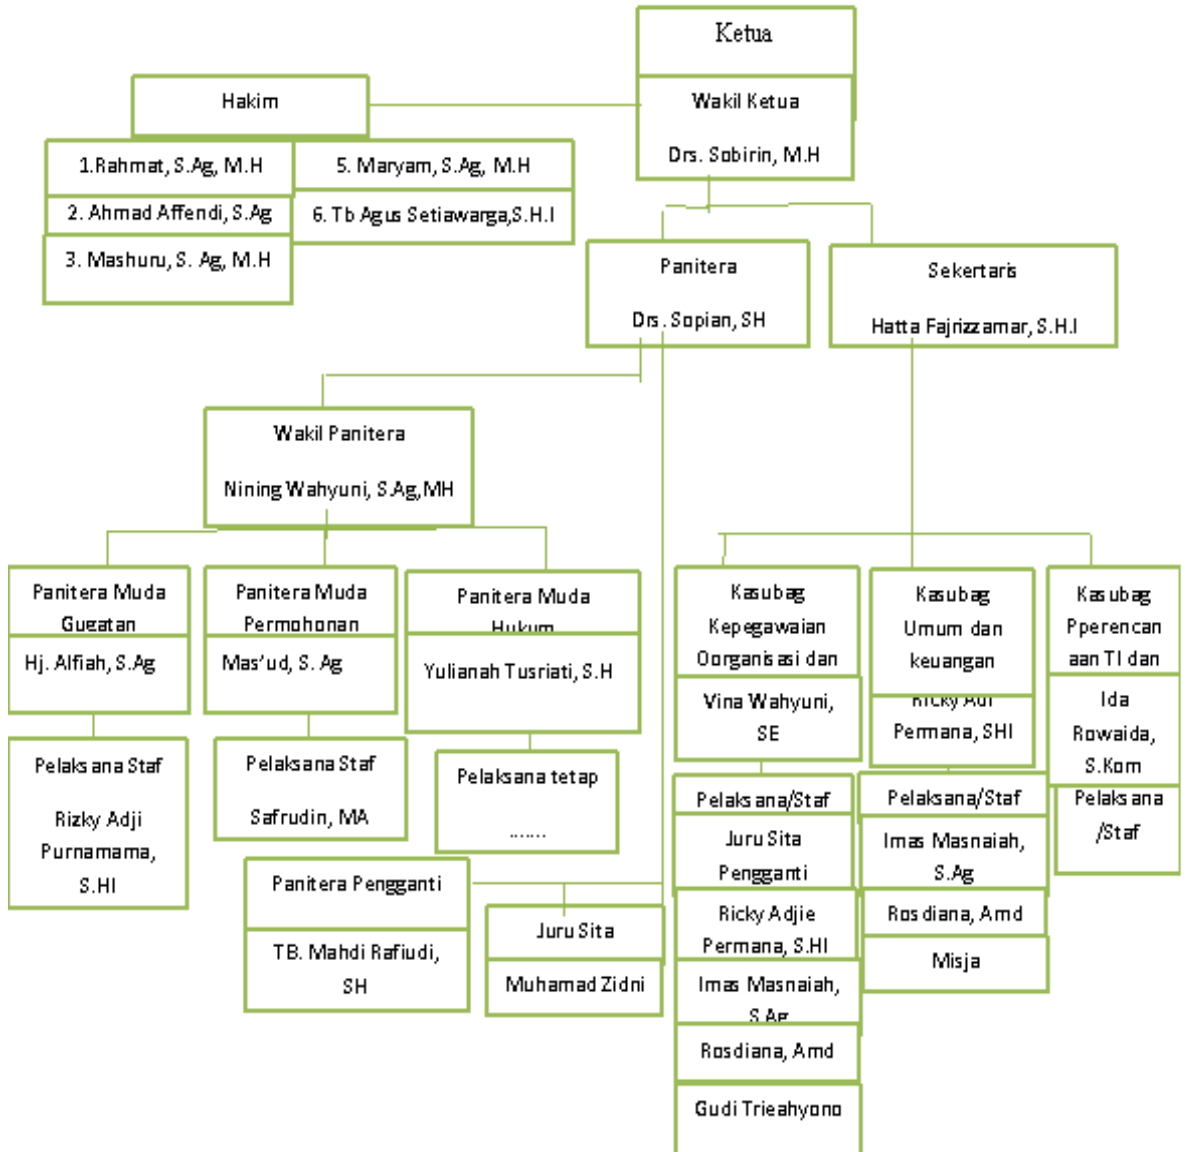 Ketua
Wakil Ketua
Drs. Sobirin, M.H
Hakim
1.Rahmat, S.Ag, M.H
5. Maryam, S.Ag, M.H
2. Ahmad Affendi, S.Ag
6. Tb Agus Setiawarga,S.H.I
3. Mashuru, S. Ag, M.H
Panitera
Drs. Sopian, SH
Sekertaris
Hatta Fajrizzamar, S.H.I
Wakil Panitera
Nining Wahyuni, S.Ag,MH
Panitera Muda
Gugatan
Hj. Alfiah, S.Ag
Pelaksana Staf
Rizky Adji
Purnamama,
S.HI
Panitera Muda
Permohonan
Mas'ud, S. Ag
Pelaksana Staf
Safrudin, MA
Panitera Muda
Hukum
Yulianah Tusriati, S.H
Pelaksana tetap
.......
Panitera Pengganti
TB. Mahdi Rafiudi,
SH
Juru Sita
Muhamad Zidni
Kasubag
Kepegawaian
Oorganisasi dan
Vina Wahyuni,
SE
Pelaksana/Staf
Juru Sita
Pengganti
Ricky Adjie
Permana, S.HI
Imas Masnaiah,
S.Ag
Rosdiana, Amd
Gudi Trieahyono
Kasubag
Umum dan
keuangan
Ricky Adi
Permana, SHI
Pelaksana/Staf
Imas Masnaiah,
S.Ag
Rosdiana, Amd
Misja
Kasubag
Pperencan
aan TI dan
Ida
Rowaida,
S.Kom
Pelaksana
/Staf